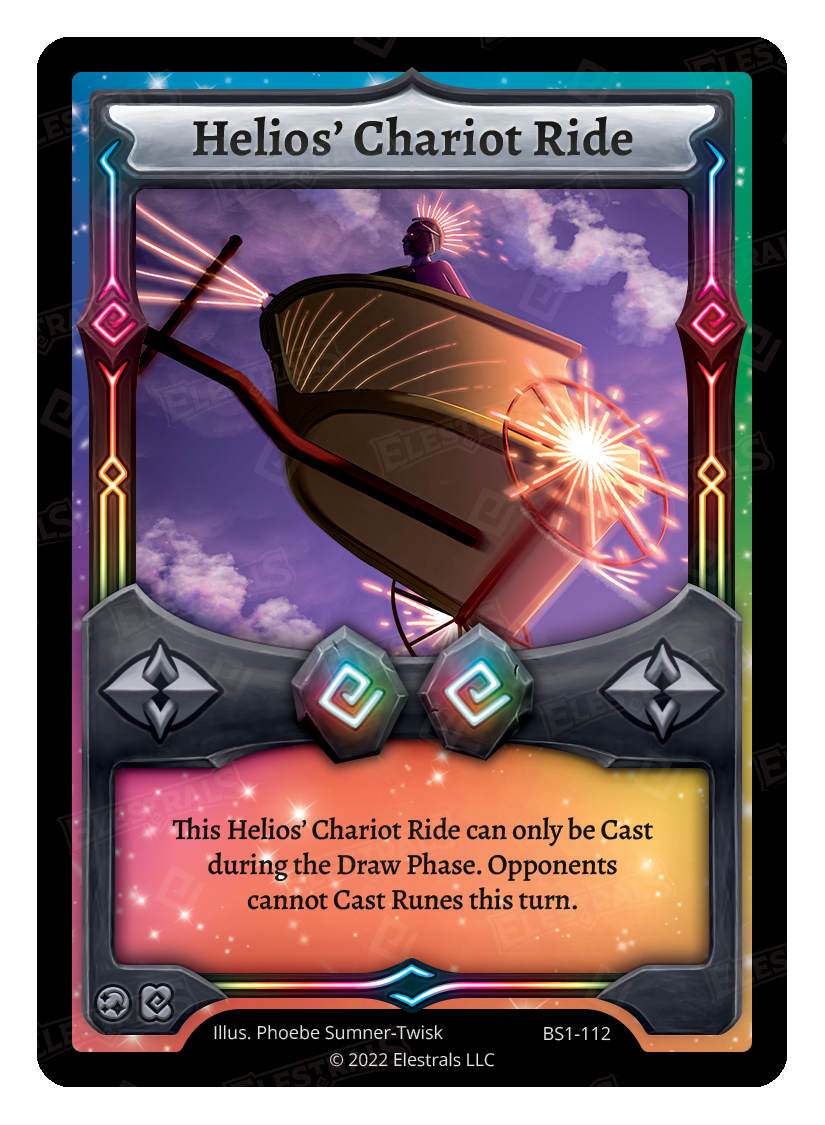 Helios’ Chariot Ride
This Helios’ Chariot Ride can only be Cast
during the Draw Phase. Opponents
cannot Cast Runes this turn.
Illus. Phoebe Sumner-Twisk
BS1-112
© 2022 Elestrals LLC
ELESTRALS